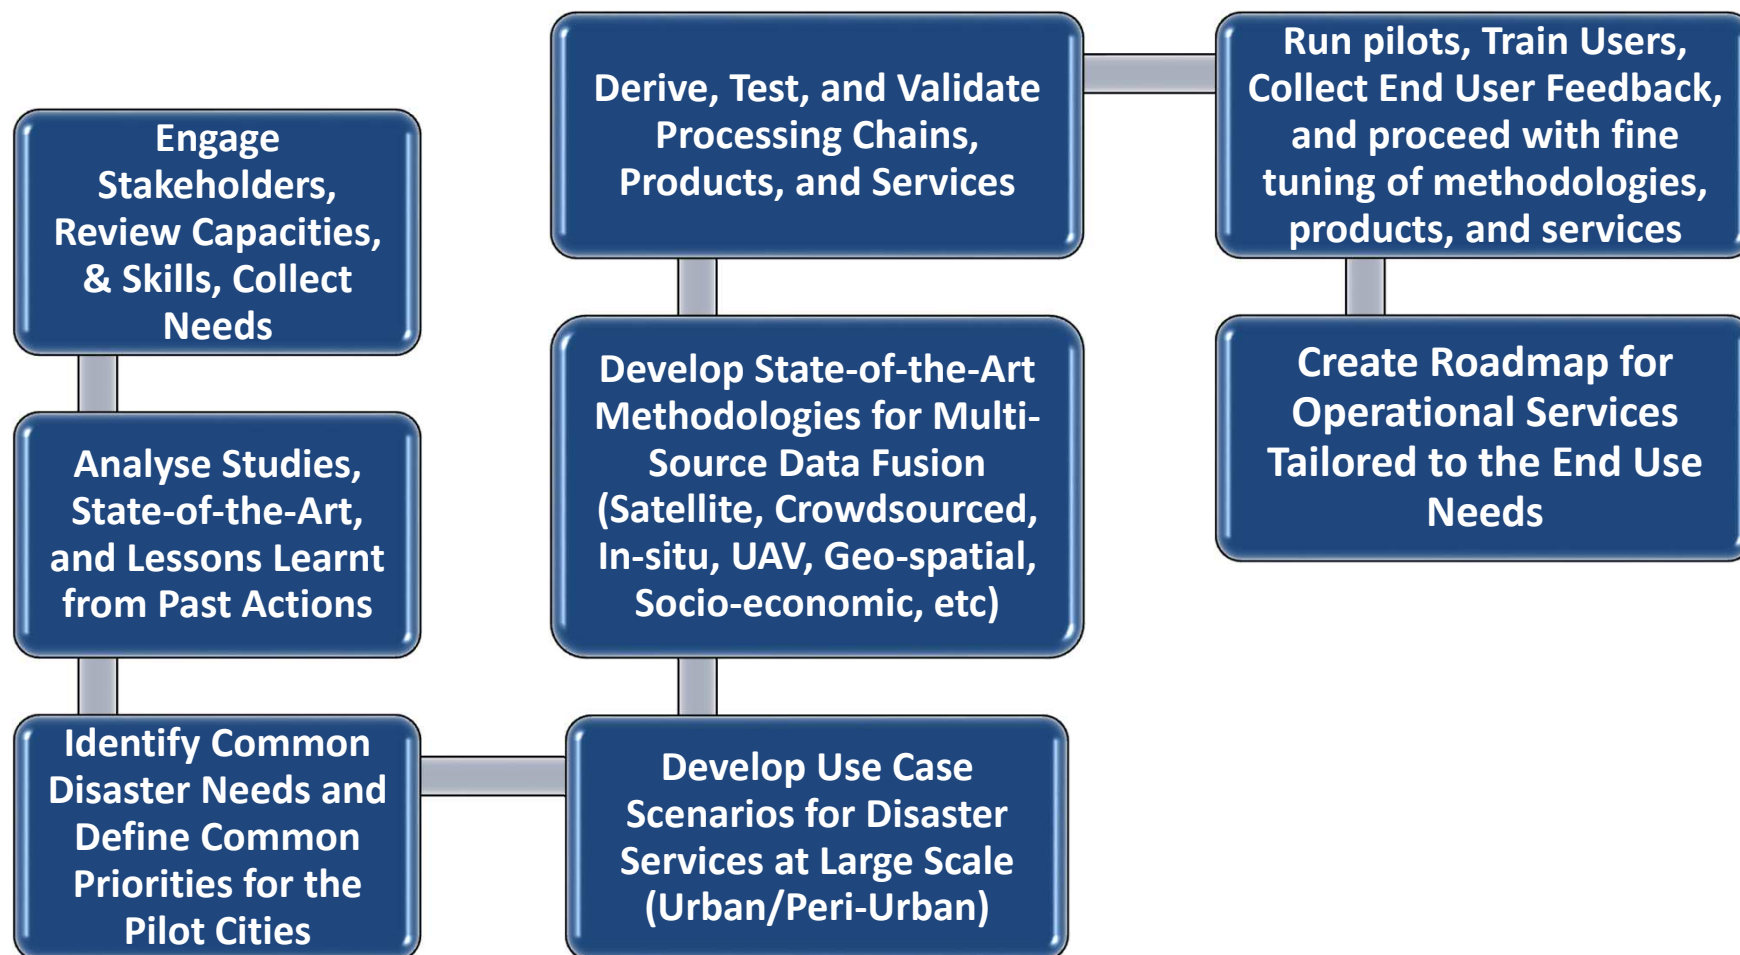 Engage
Stakeholders,
Review Capacities,
& Skills, Collect
Needs
Analyse Studies,
State-of-the-Art,
and Lessons Learnt
from Past Actions
Identify Common
Disaster Needs and
Define Common
Priorities for the
Pilot Cities
Develop Use Case
Scenarios for Disaster
Services at Large Scale
(Urban/Peri-Urban)
Develop State-of-the-Art
Methodologies for Multi-
Source Data Fusion
(Satellite, Crowdsourced,
In-situ, UAV, Geo-spatial,
Socio-economic, etc)
Derive, Test, and Validate
Processing Chains,
Products, and Services
Run pilots, Train Users,
Collect End User Feedback,
and proceed with fine
tuning of methodologies,
products, and services
Create Roadmap for
Operational Services
Tailored to the End Use
Needs